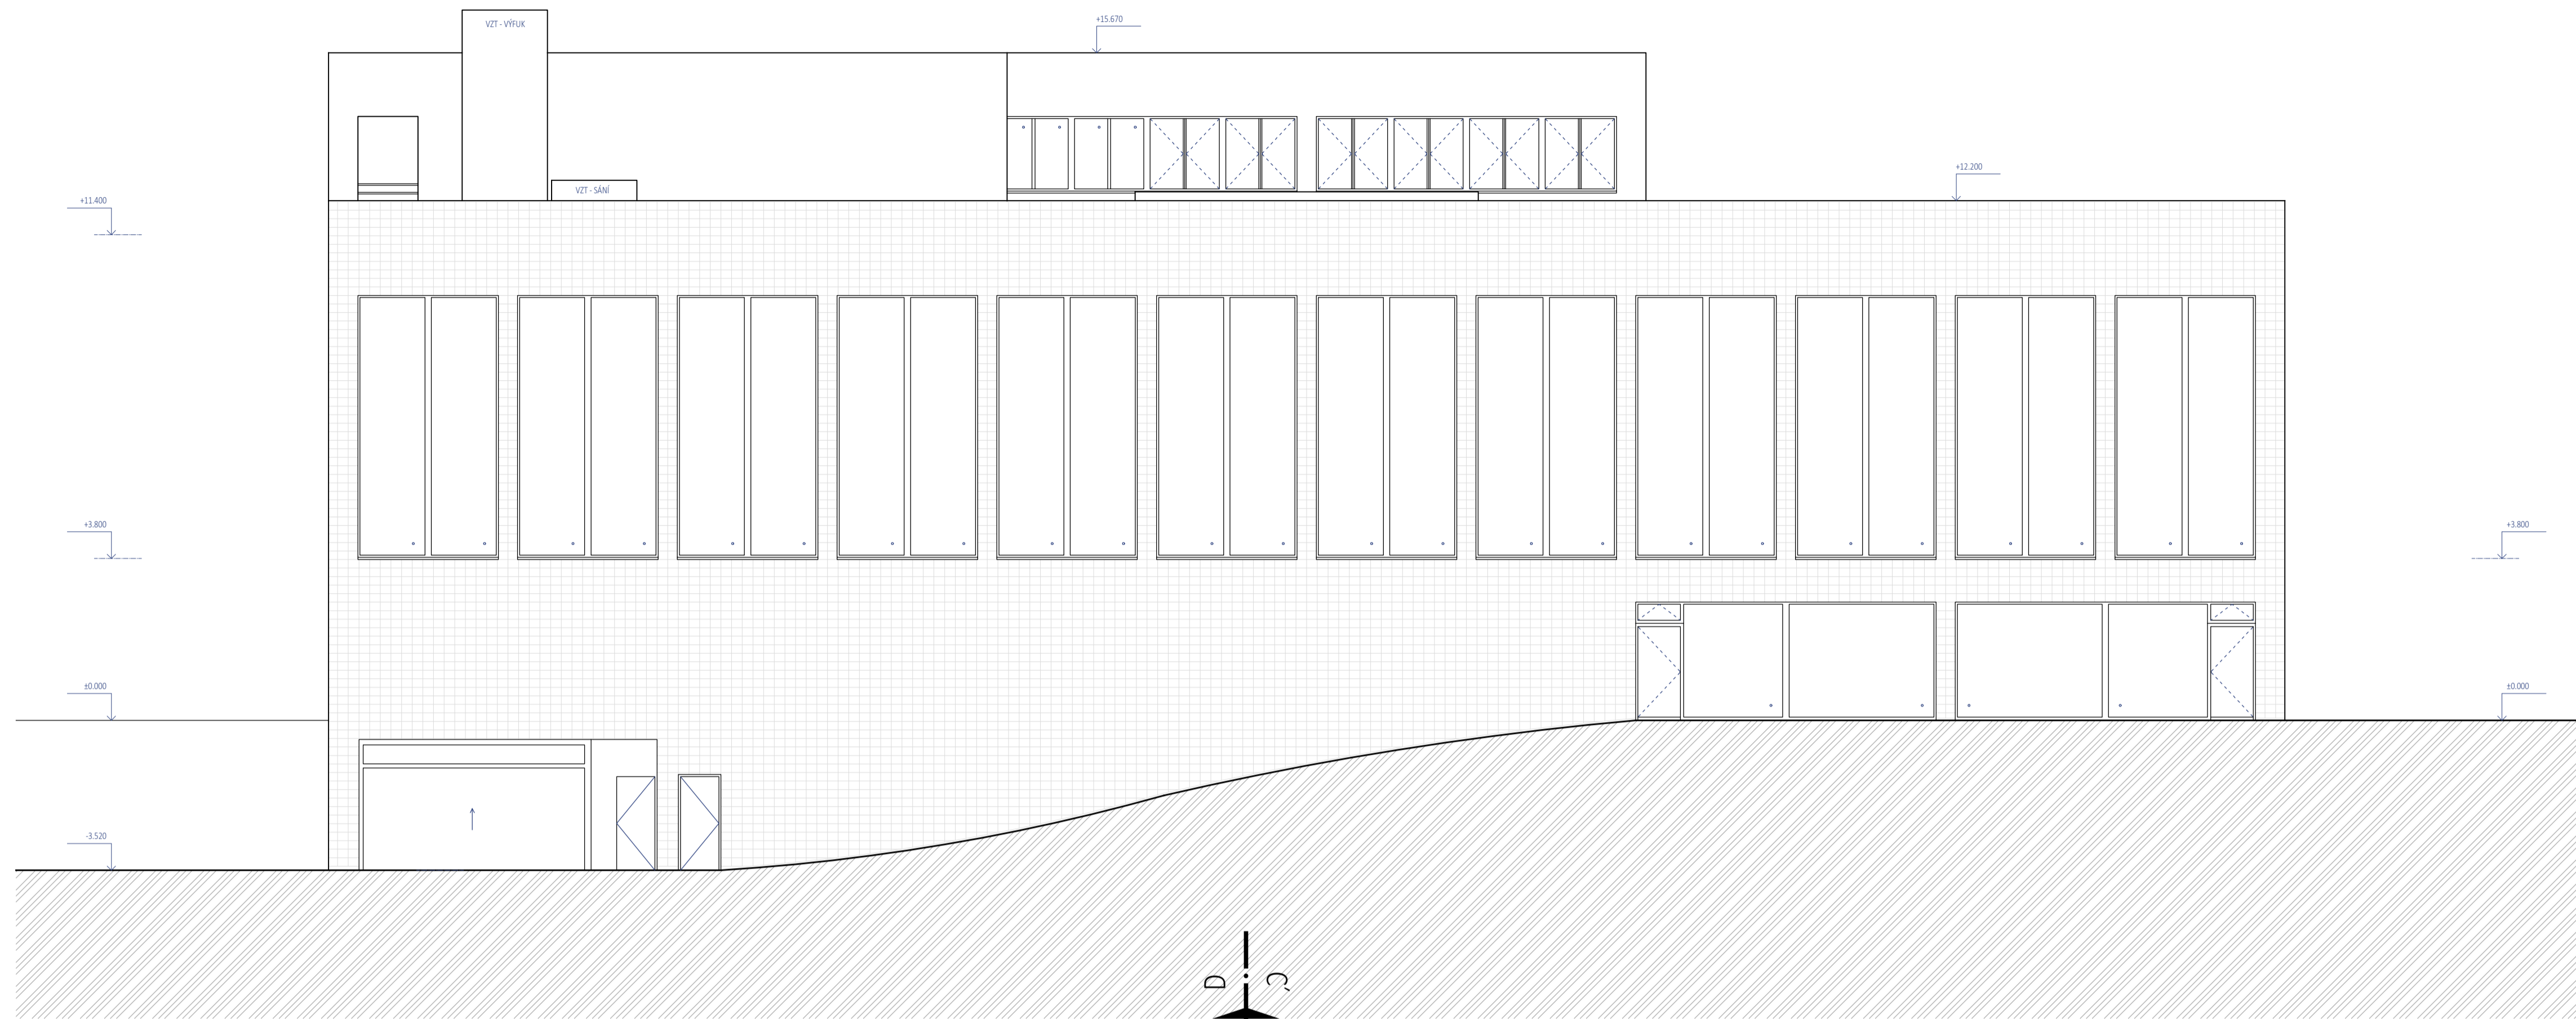 VZT - VÝFUK
+15.670
+12.200
VZT - SÁNÍ
+11.400
+3.800
+3.800
±0.000
±0.000
-3.520
D
C'